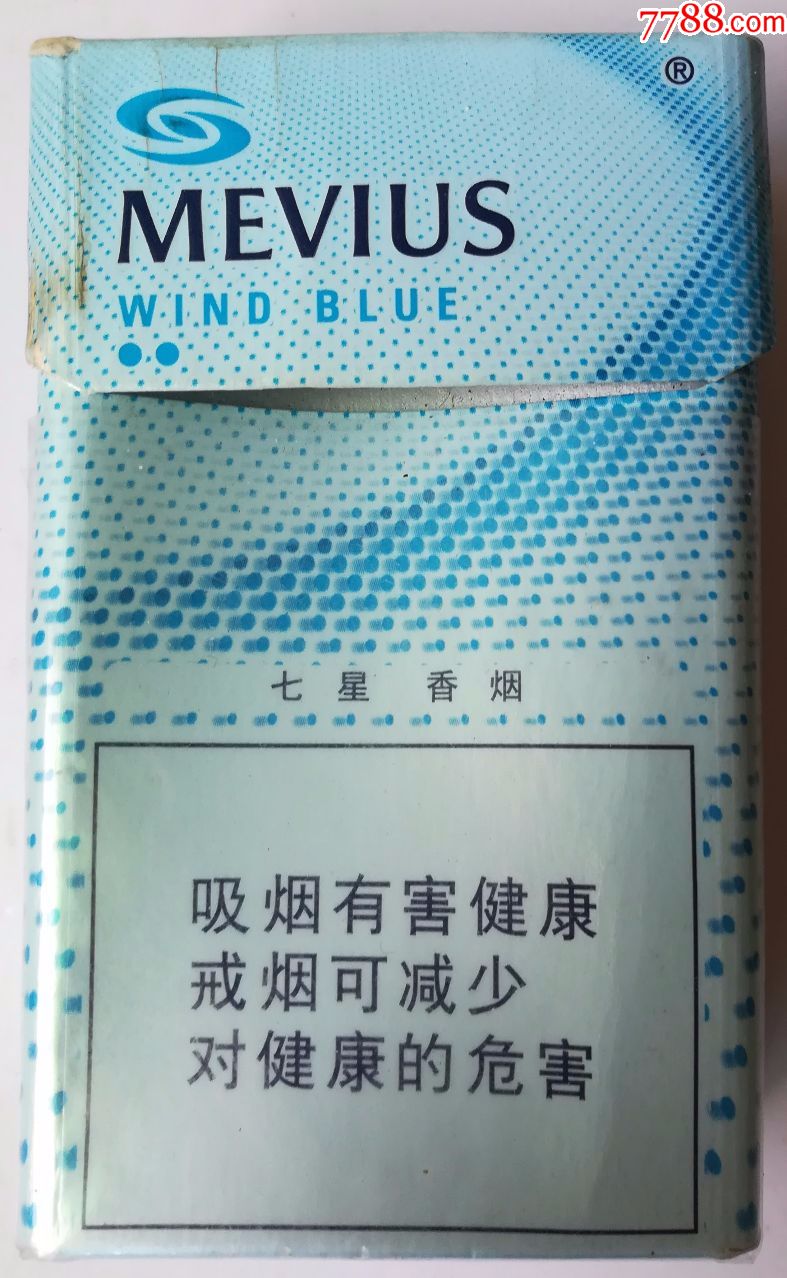 7788.com
®
MEVIUS
WIND BLUE
七星 香烟
吸烟有害健康
戒烟可减少
对健康的危害